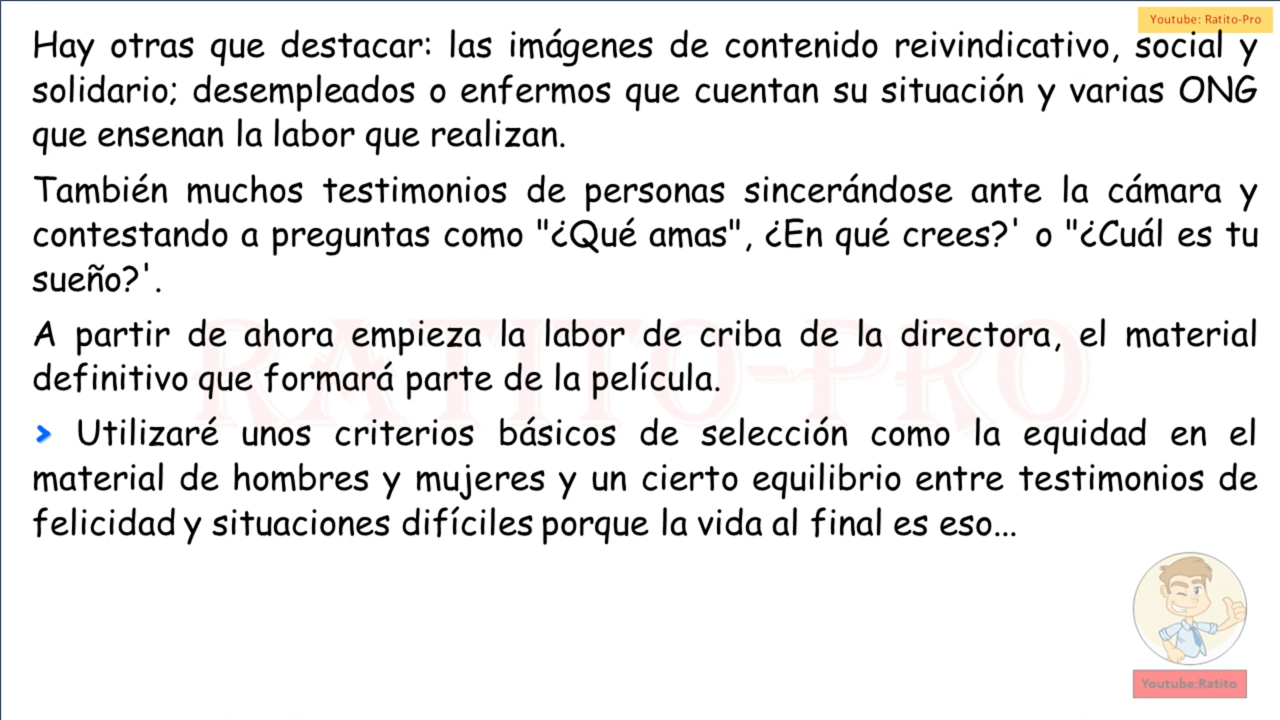 Youtube: Ratito-Pro
Hay otras que destacar: las imágenes de contenido reivindicativo, social y
solidario; desempleados o enfermos que cuentan su situación y varias ONG
que ensenan la labor que realizan.
También muchos testimonios de personas sincerándose ante la cámara y
contestando a preguntas como "¿Qué amas", ¿En qué crees?' o "¿Cuál es tu
sueño?'.
A partir de ahora empieza la labor de criba de la directora, el material
definitivo que formará parte de la película.
> Utilizaré unos criterios básicos de selección como la equidad en el
material de hombres y mujeres y un cierto equilibrio entre testimonios de
felicidad y situaciones difíciles porque la vida al final es eso...
RATITO-PRO
Youtube:Ratito